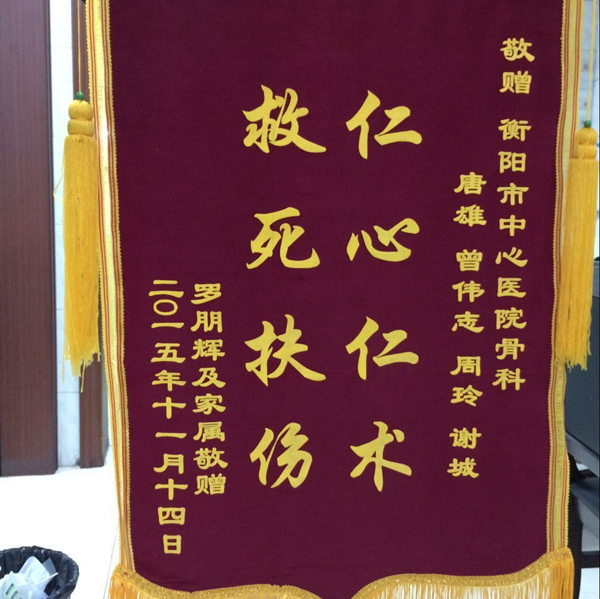 敬赠 衡阳市中心医院骨科
唐雄 曾伟志 周玲 谢城
仁心仁术
救死扶伤
罗朋辉及家属敬赠
二〇一五年十一月十四日